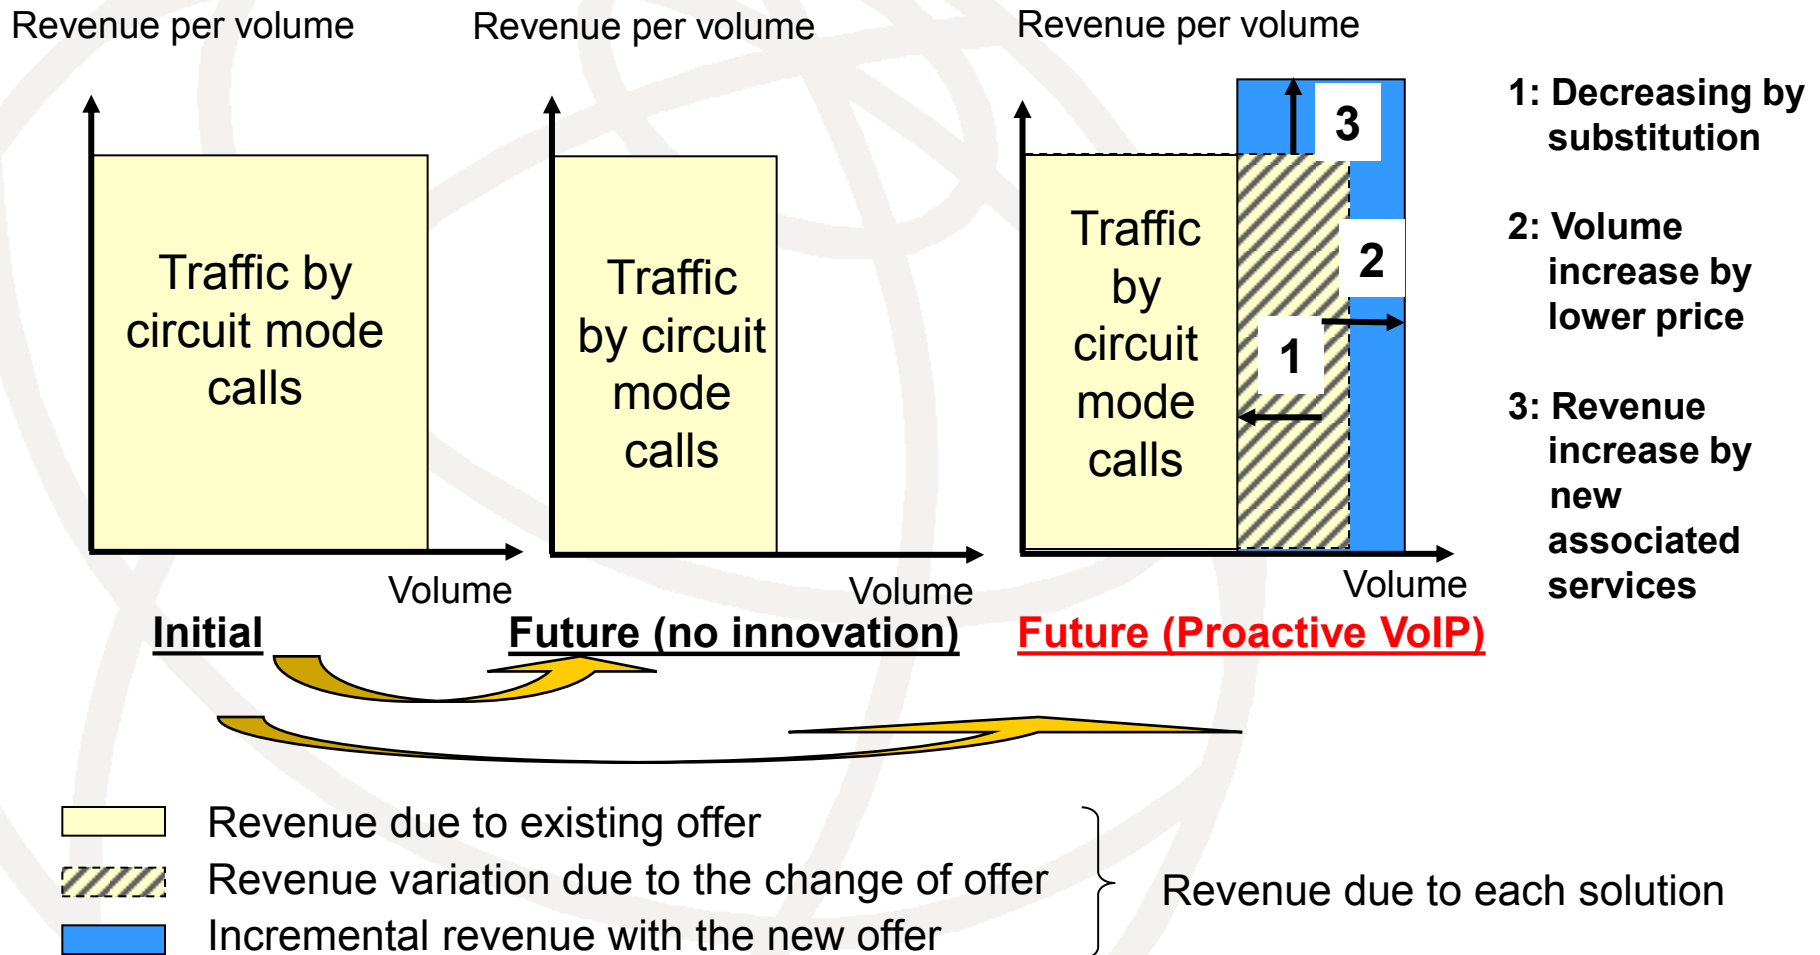 Revenue per volume
Traffic by
circuit mode
calls
Volume
Initial
Revenue per volume
Traffic
by circuit
mode
calls
Volume
Future (no innovation)
Revenue per volume
Traffic
by
circuit
mode
calls
3
2
1
Volume
Future (Proactive VoIP)
1: Decreasing by
substitution
2: Volume
increase by
lower price
3: Revenue
increase by
new
associated
services
Revenue due to existing offer
Revenue variation due to the change of offer
Incremental revenue with the new offer
Revenue due to each solution